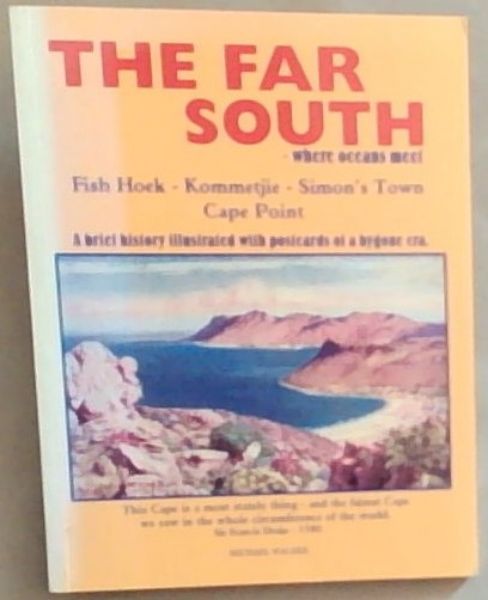 THE FAR
SOUTH
- where oceans meet
Fish Hoek - Kommetjie - Simon's Town
Cape Point
A brief history illustrated with postcards of a bygone era.
This Cape is a most stately thing - and the fairest Cape
we saw in the whole circumference of the world.
Sir Francis Drake - 1580
MICHAEL WALKER